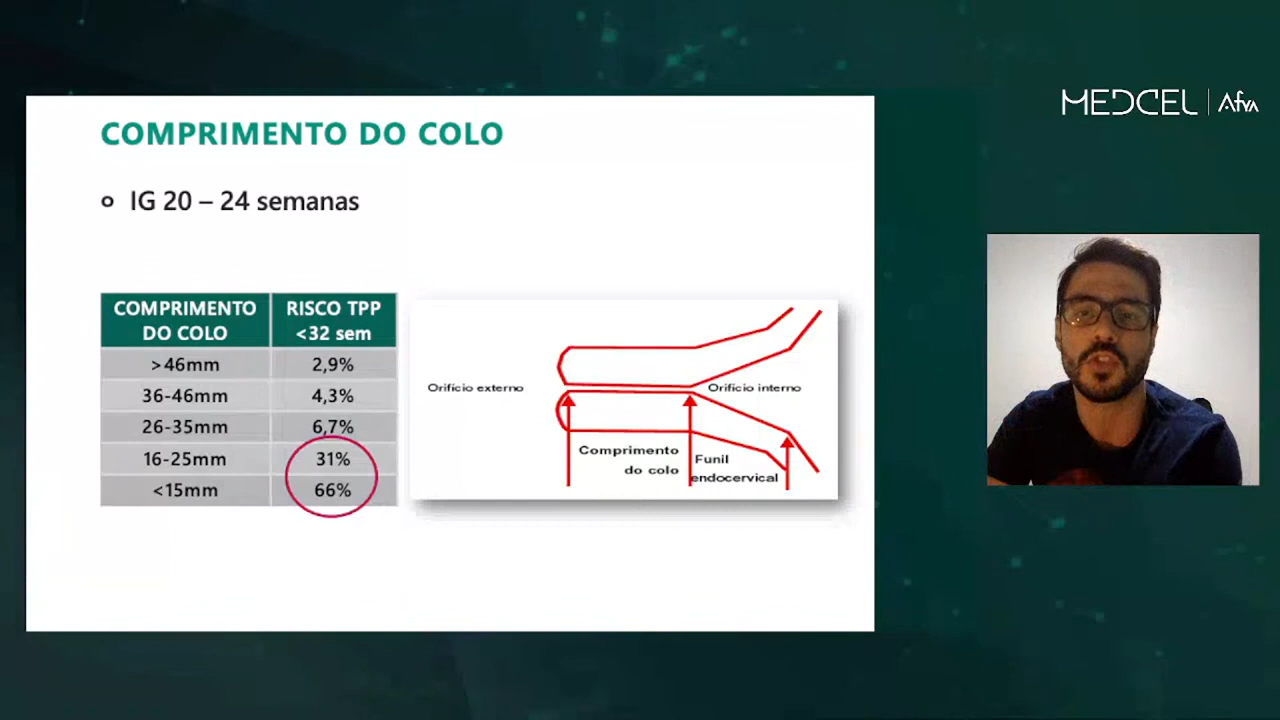 COMPRIMENTO DO COLO
MEDCEL | Afya
IG 20 – 24 semanas
COMPRIMENTO DO COLO
RISCO TPP <32 sem
>46mm 2,9%
36-46mm 4,3%
26-35mm 6,7%
16-25mm 31%
<15mm 66%
Orifício externo
Orifício interno
Comprimento do colo
Funil endocervical